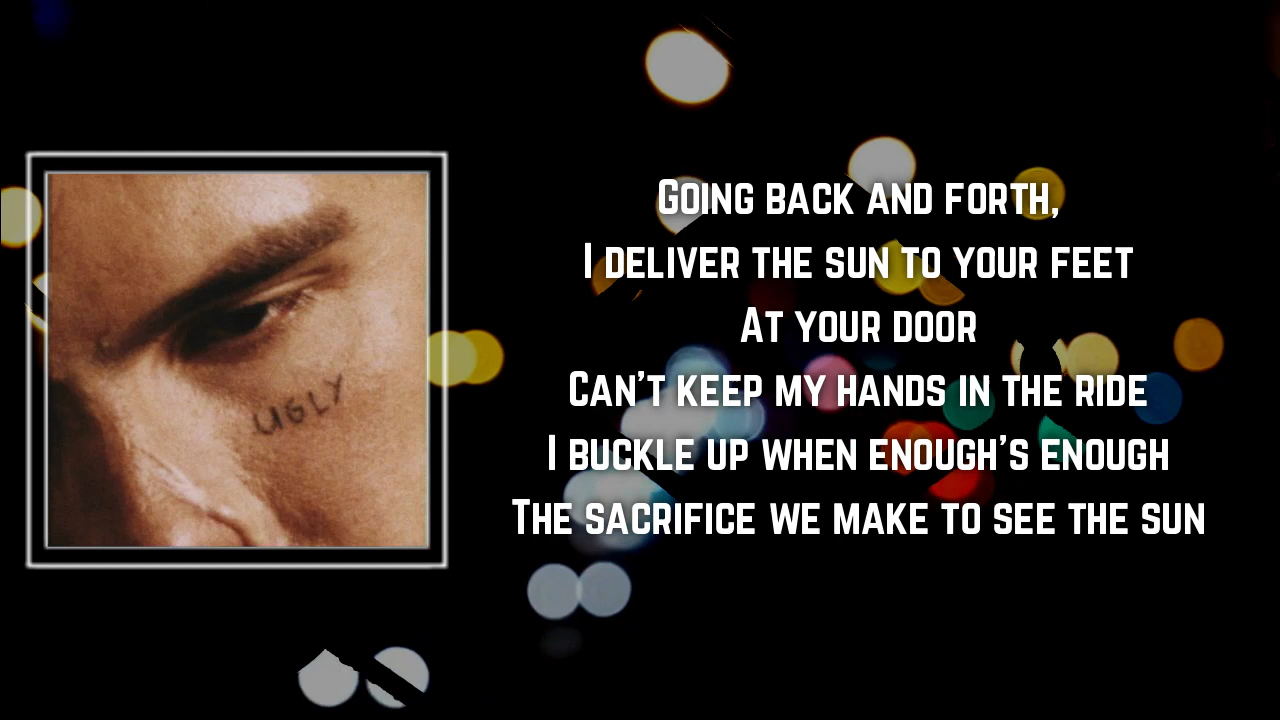 UGLY
Going back and forth,
I deliver the sun to your feet
At your door
Can't keep my hands in the ride
I buckle up when enough's enough
The sacrifice we make to see the sun